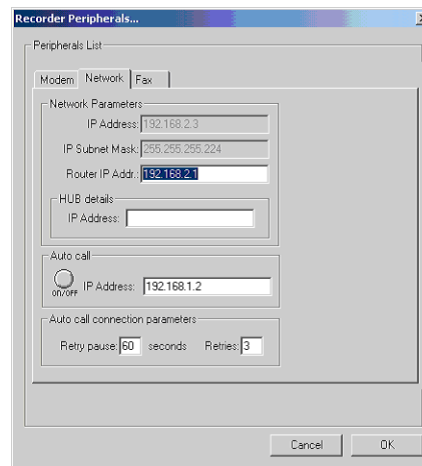 Recorder Peripherals...
Peripherals List
Modem Network Fax
Network Parameters
IP Address: 192.168.2.3
IP Subnet Mask: 255.255.255.224
Router IP Addr.: 192.168.2.1
HUB details
IP Address:
Auto call
ON/OFF IP Address: 192.168.1.2
Auto call connection parameters
Retry pause: 60 seconds Retries: 3
Cancel OK